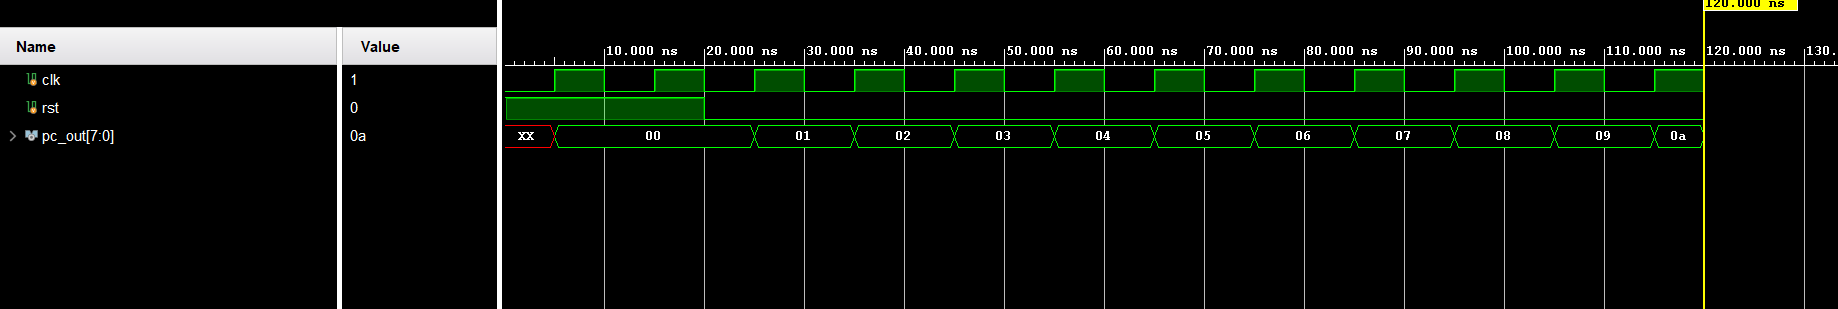 120.000 ns
Name Value
10.000 ns 20.000 ns 30.000 ns 40.000 ns 50.000 ns 60.000 ns 70.000 ns 80.000 ns 90.000 ns 100.000 ns 110.000 ns 120.000 ns 130.
clk 1
rst 0
pc_out[7:0] 0a XX 00 01 02 03 04 05 06 07 08 09 0a